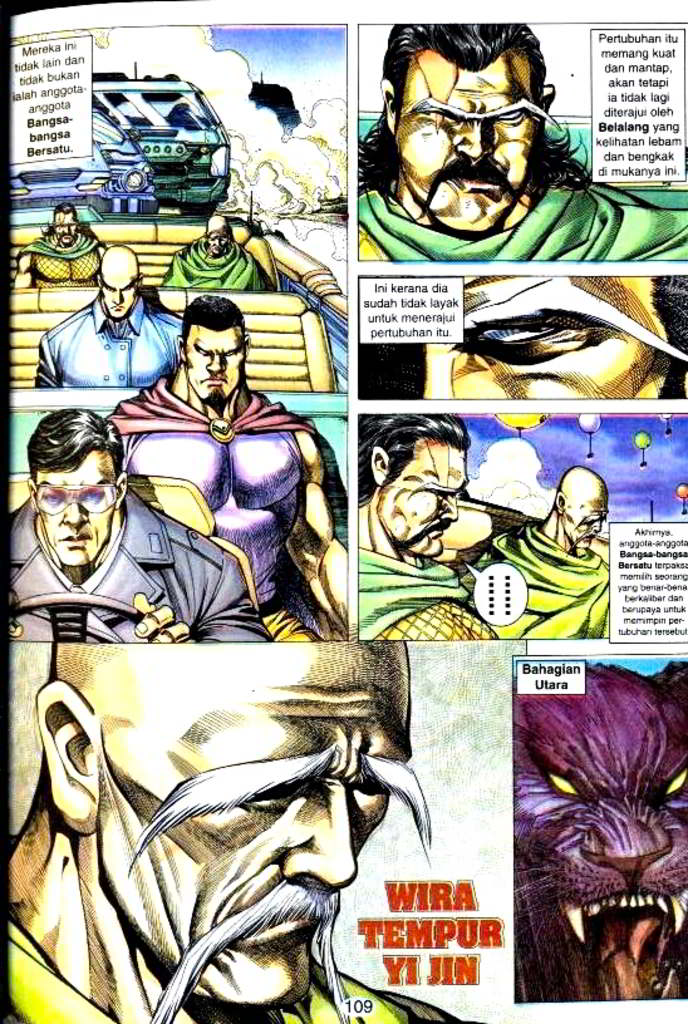 Mereka ini
tidak lain dan
tidak bukan
ialah anggota-
anggota
Bangsa-
bangsa
Bersatu.
Pertubuhan itu
memang kuat
dan mantap,
akan tetapi
ia tidak lagi
diterajui oleh
Belalang yang
kelihatan lebam
dan bengkak
di mukanya ini.
Ini kerana dia
sudah tidak layak
untuk menerajui
pertubuhan itu.
Akhirnya,
anggota-anggota
Bangsa-bangsa
Bersatu terpaksa
memilih seorang
yang benar-benar
berkaliber dan
berupaya untuk
memimpin per-
tubuhan tersebut.
Bahagian
Utara
WIRA
TEMPUR
YI JIN
109